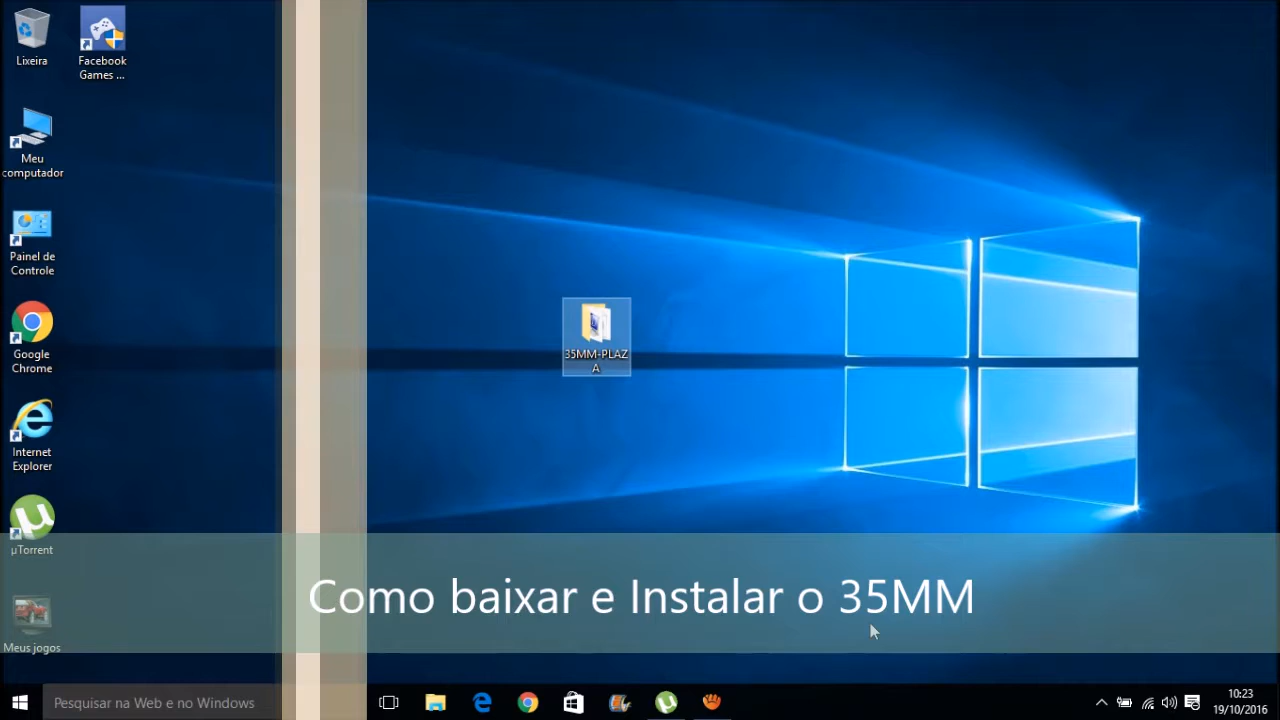 Lixeira
Facebook
Games ...
Meu
computador
Painel de
Controle
Google
Chrome
Internet
Explorer
µTorrent
Meus jogos
35MM-PLAZ
A
Como baixar e Instalar o 35MM
Pesquisar na Web e no Windows
10:23
19/10/2016